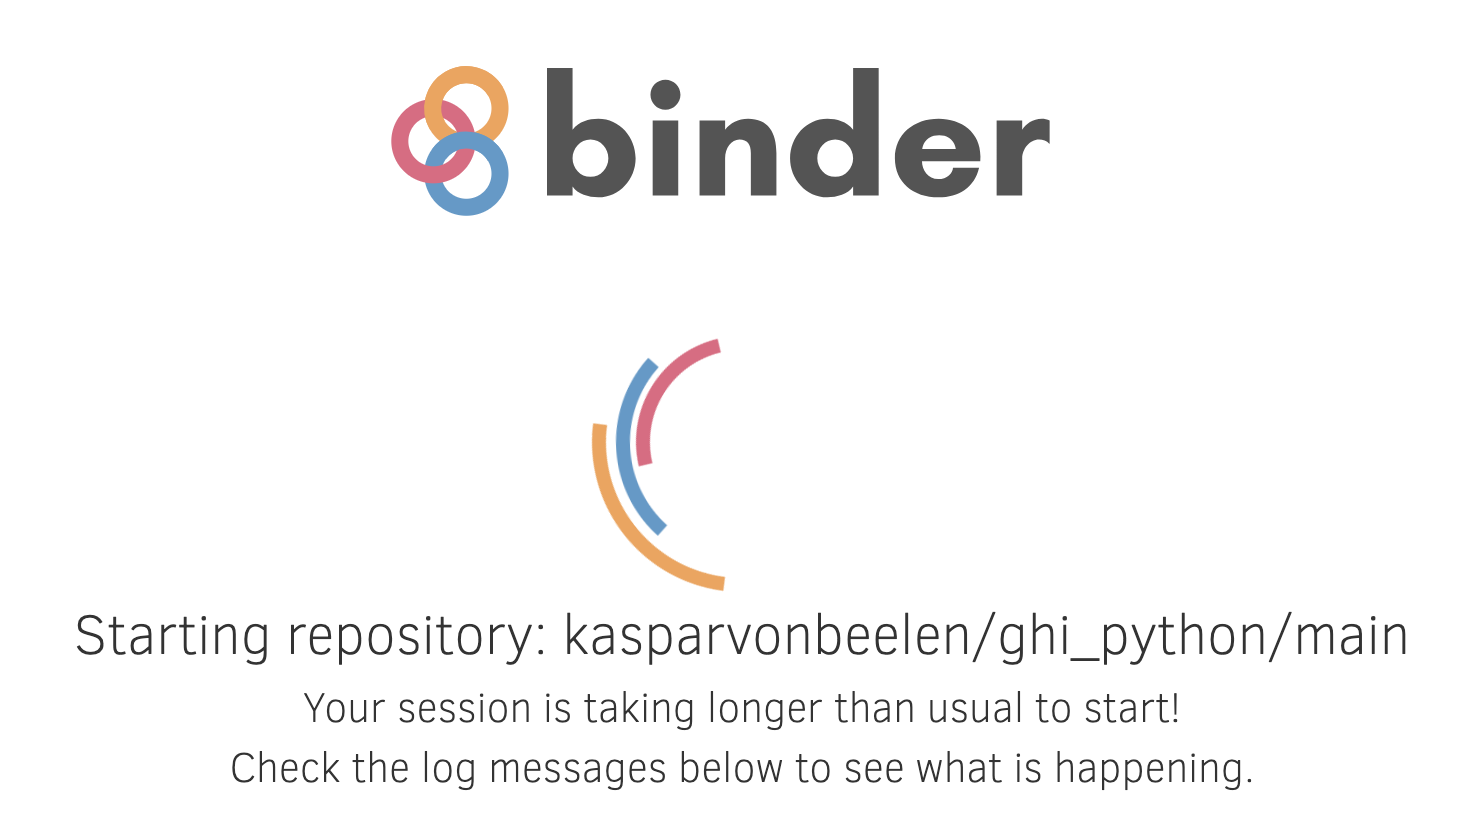 binder
Starting repository: kasparvonbeelen/ghi_python/main
Your session is taking longer than usual to start!
Check the log messages below to see what is happening.